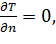 ∂T/∂n = 0,